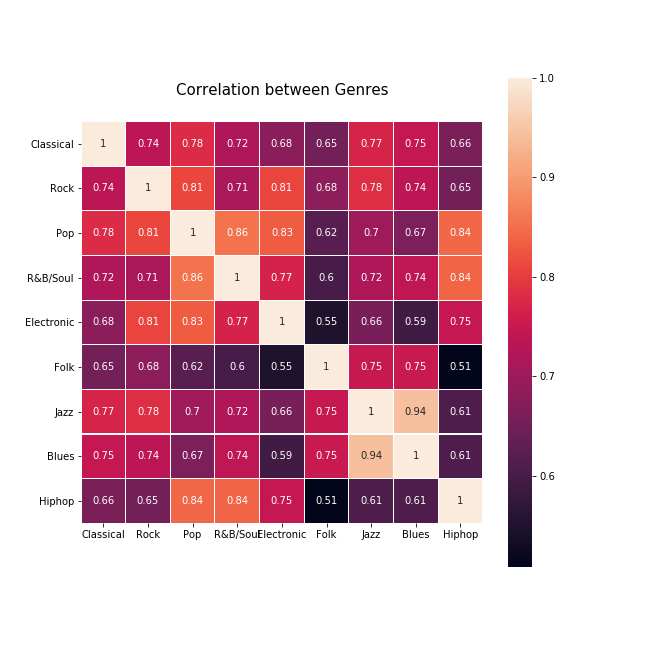 Correlation between Genres
1.0
Classical 1 0.74 0.78 0.72 0.68 0.65 0.77 0.75 0.66
Rock 0.74 1 0.81 0.71 0.81 0.68 0.78 0.74 0.65
0.9
Pop 0.78 0.81 1 0.86 0.83 0.62 0.7 0.67 0.84
R&B/Soul 0.72 0.71 0.86 1 0.77 0.6 0.72 0.74 0.84
0.8
Electronic 0.68 0.81 0.83 0.77 1 0.55 0.66 0.59 0.75
Folk 0.65 0.68 0.62 0.6 0.55 1 0.75 0.75 0.51
0.7
Jazz 0.77 0.78 0.7 0.72 0.66 0.75 1 0.94 0.61
Blues 0.75 0.74 0.67 0.74 0.59 0.75 0.94 1 0.61
0.6
Hiphop 0.66 0.65 0.84 0.84 0.75 0.51 0.61 0.61 1
Classical Rock Pop R&B/Soul Electronic Folk Jazz Blues Hiphop